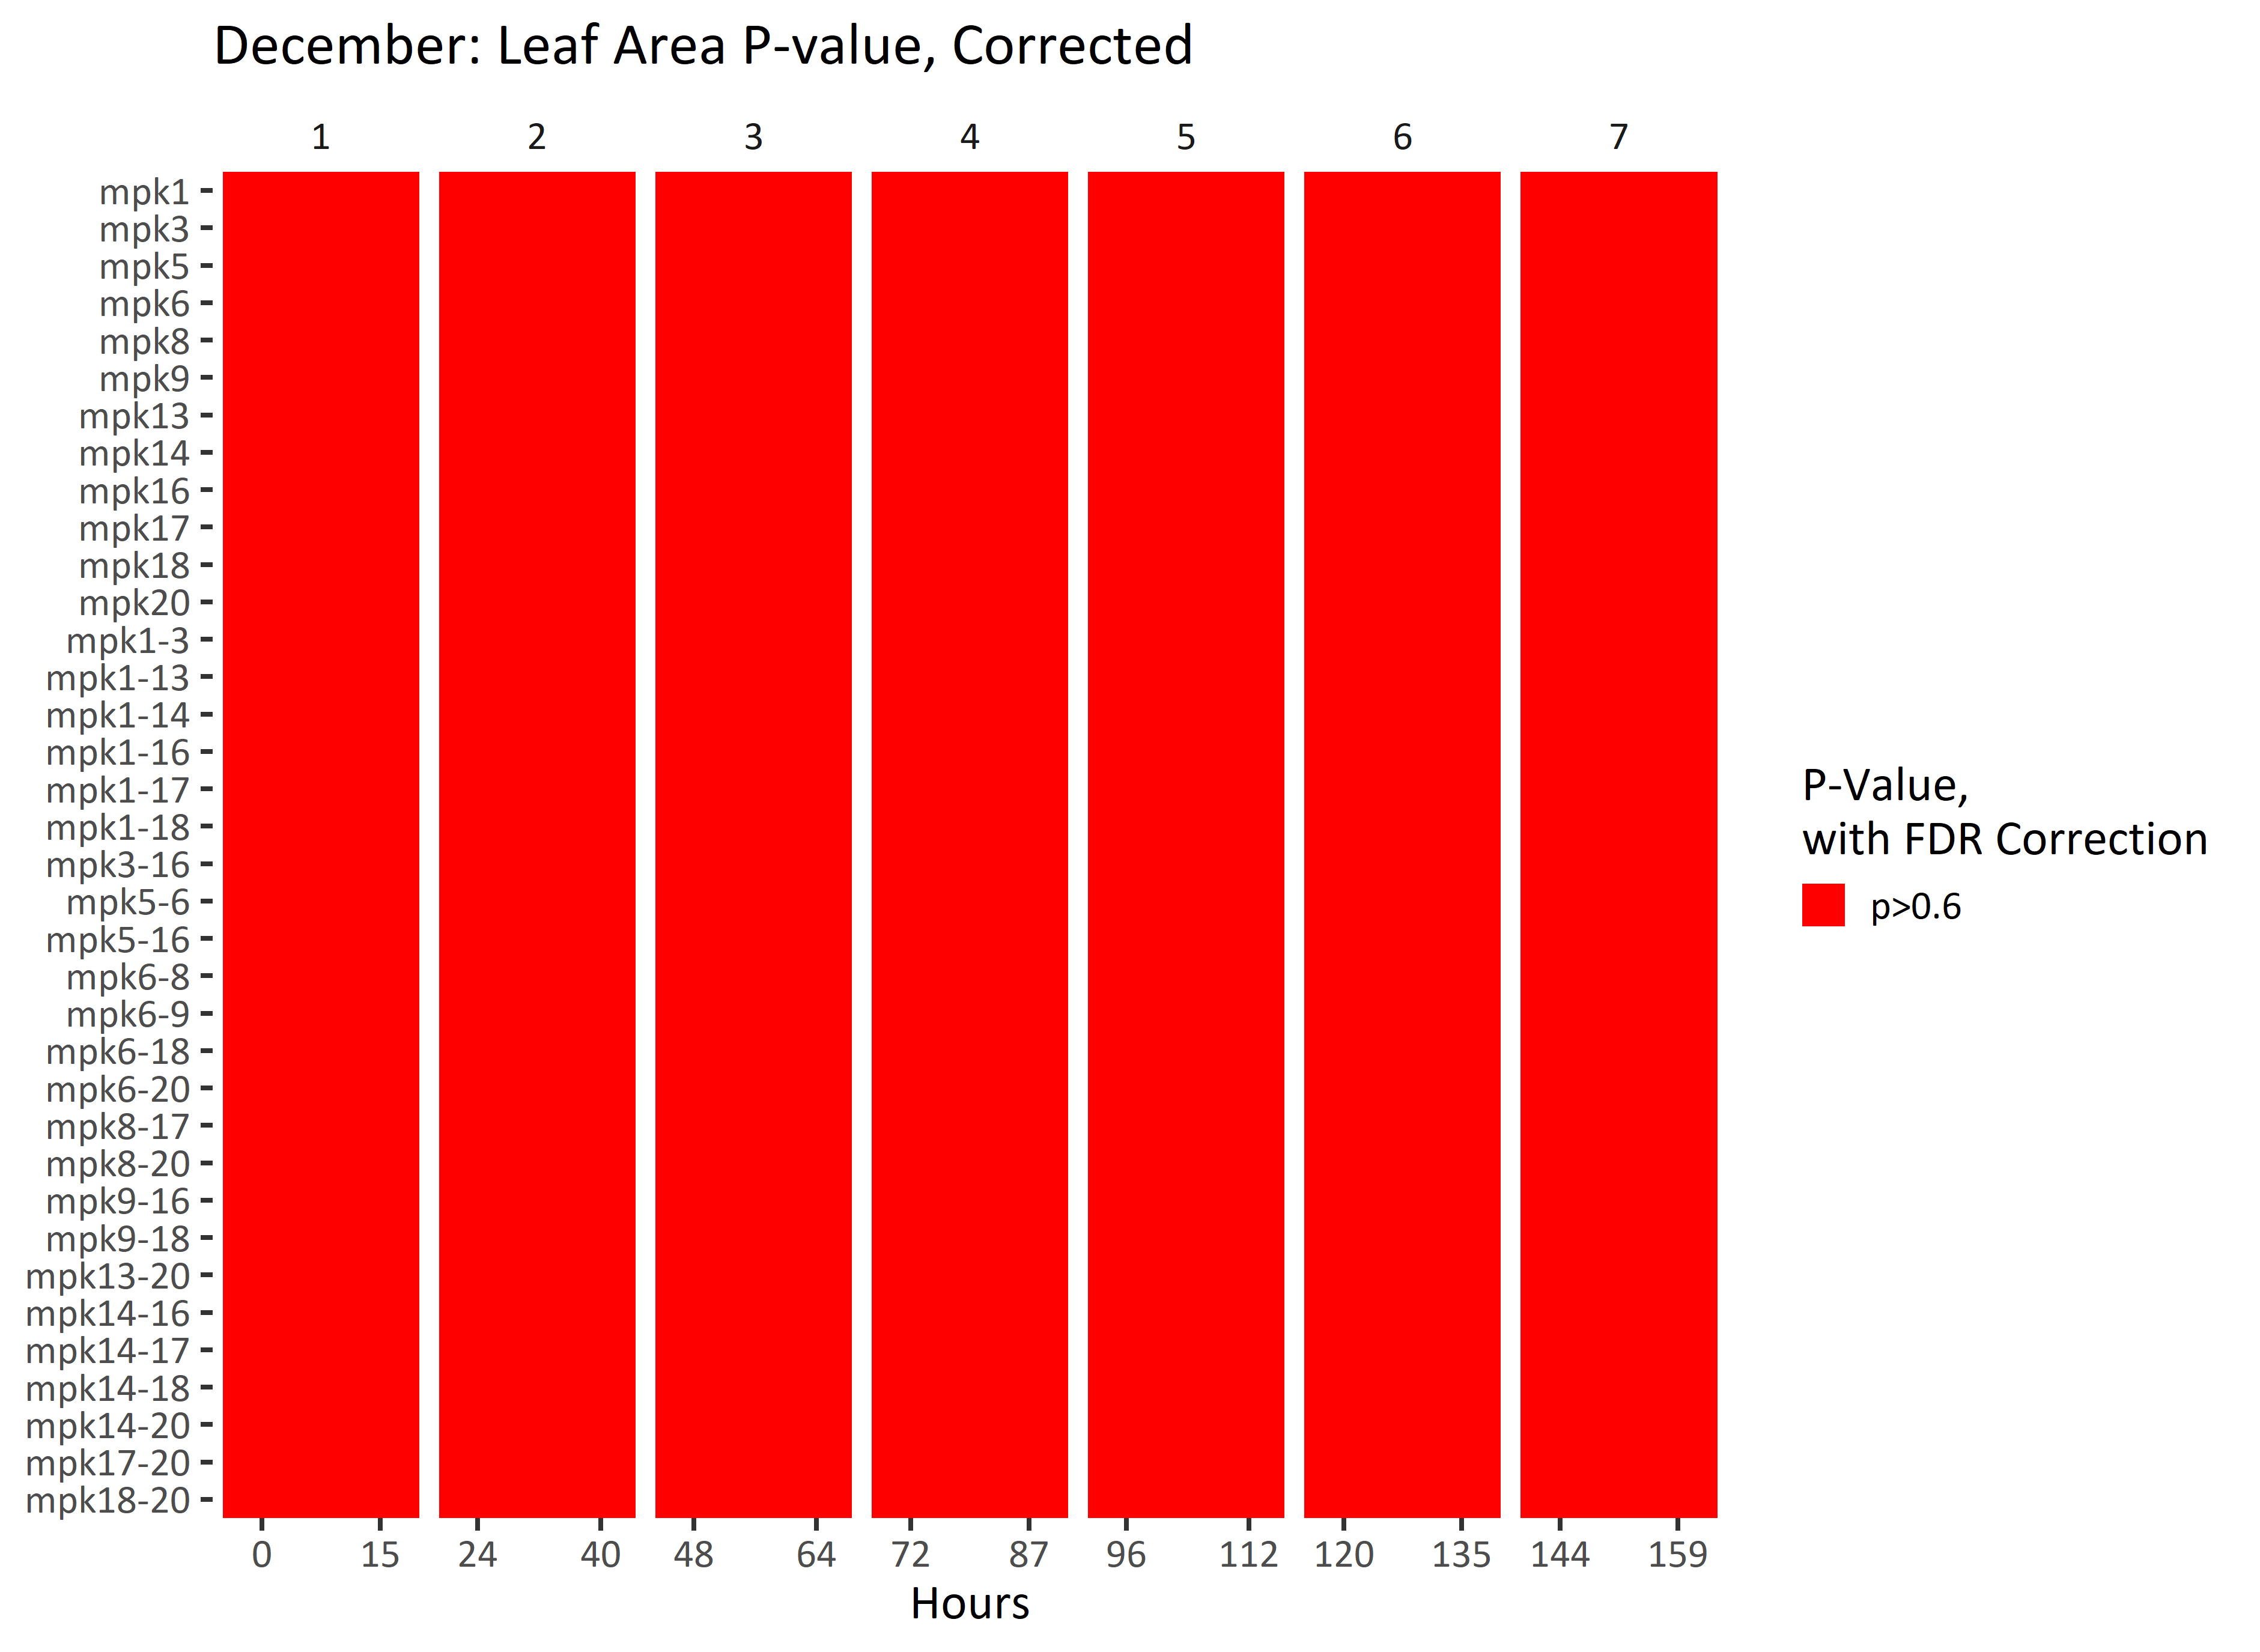 December: Leaf Area P-value, Corrected
1 2 3 4 5 6 7
mpk1
mpk3
mpk5
mpk6
mpk8
mpk9
mpk13
mpk14
mpk16
mpk17
mpk18
mpk20
mpk1-3
mpk1-13
mpk1-14
mpk1-16
mpk1-17
mpk1-18
mpk3-16
mpk5-6
mpk5-16
mpk6-8
mpk6-9
mpk6-18
mpk6-20
mpk8-17
mpk8-20
mpk9-16
mpk9-18
mpk13-20
mpk14-16
mpk14-17
mpk14-18
mpk14-20
mpk17-20
mpk18-20
0 15 24 40 48 64 72 87 96 112 120 135 144 159
Hours
P-Value,
with FDR Correction
p>0.6